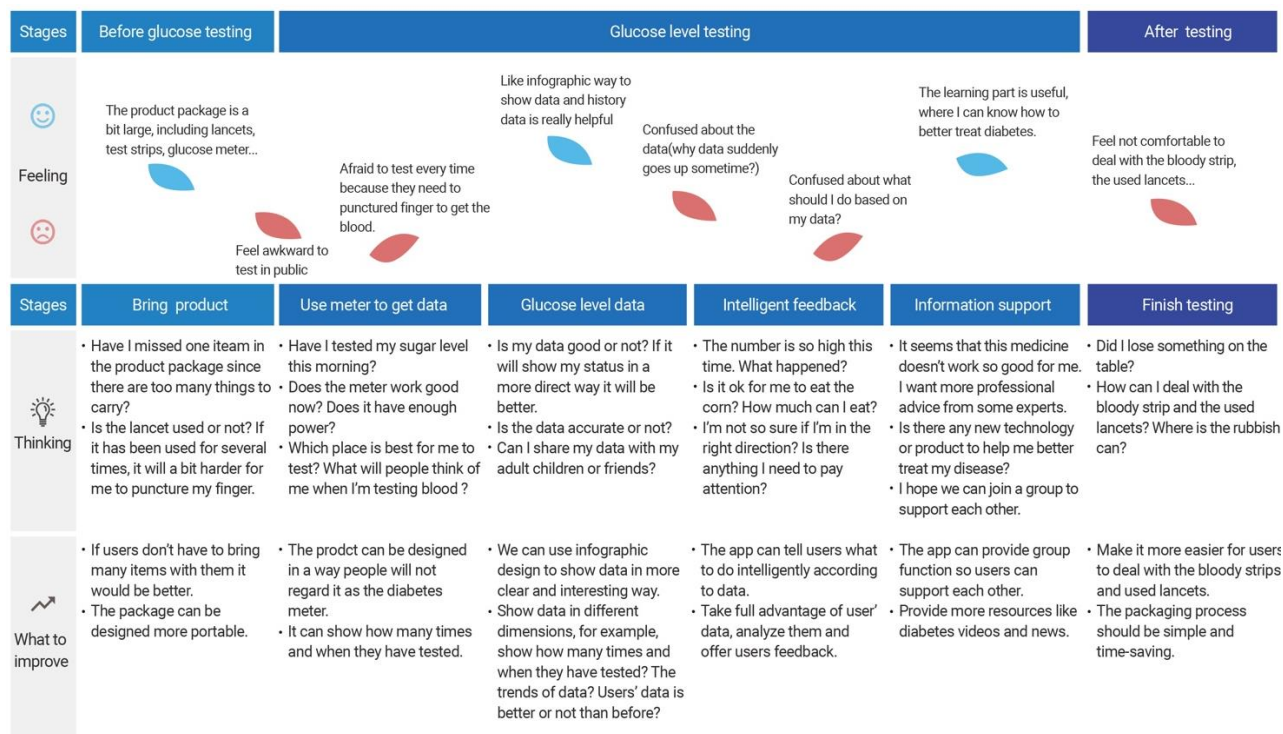 Stages
Before glucose testing
Glucose level testing
After testing
Feeling
The product package is a
bit large, including lancets,
test strips, glucose meter...
Feel awkward to
test in public
Afraid to test every time
because they need to
punctured finger to get the
blood.
Like infographic way to
show data and history
data is really helpful
Confused about the
data(why data suddenly
goes up sometime?)
Confused about what
should I do based on
my data?
The learning part is useful,
where I can know how to
better treat diabetes.
Feel not comfortable to
deal with the bloody strip,
the used lancets...
Stages
Bring product
Use meter to get data
Glucose level data
Intelligent feedback
Information support
Finish testing
Thinking
• Have I missed one iteam in
the product package since
there are too many things to
carry?
• Is the lancet used or not? If
it has been used for several
times, it will a bit harder for
me to puncture my finger.
• Have I tested my sugar level
this morning?
• Does the meter work good
now? Does it have enough
power?
• Which place is best for me to
test? What will people think of
me when I'm testing blood ?
• Is my data good or not? If it
will show my status in a
more direct way it will be
better.
• Is the data accurate or not?
• Can I share my data with my
adult children or friends?
• The number is so high this
time. What happened?
• Is it ok for me to eat the
corn? How much can I eat?
• I'm not so sure if I'm in the
right direction? Is there
anything I need to pay
attention?
• It seems that this medicine
doesn't work so good for me.
I want more professional
advice from some experts.
• Is there any new technology
or product to help me better
treat my disease?
• I hope we can join a group to
support each other.
• Did I lose something on the
table?
• How can I deal with the
bloody strip and the used
lancets? Where is the rubbish
can?
What to
improve
• If users don't have to bring
many items with them it
would be better.
• The package can be
designed more portable.
• The prodct can be designed
in a way people will not
regard it as the diabetes
meter.
• It can show how many times
and when they have tested.
• We can use infographic
design to show data in more
clear and interesting way.
• Show data in different
dimensions, for example,
show how many times and
when they have tested? The
trends of data? Users' data is
better or not than before?
• The app can tell users what
to do intelligently according
to data.
• Take full advantage of user'
data, analyze them and
offer users feedback.
• The app can provide group
function so users can
support each other.
• Provide more resources like
diabetes videos and news.
• Make it more easier for users
to deal with the bloody strips
and used lancets.
• The packaging process
should be simple and
time-saving.